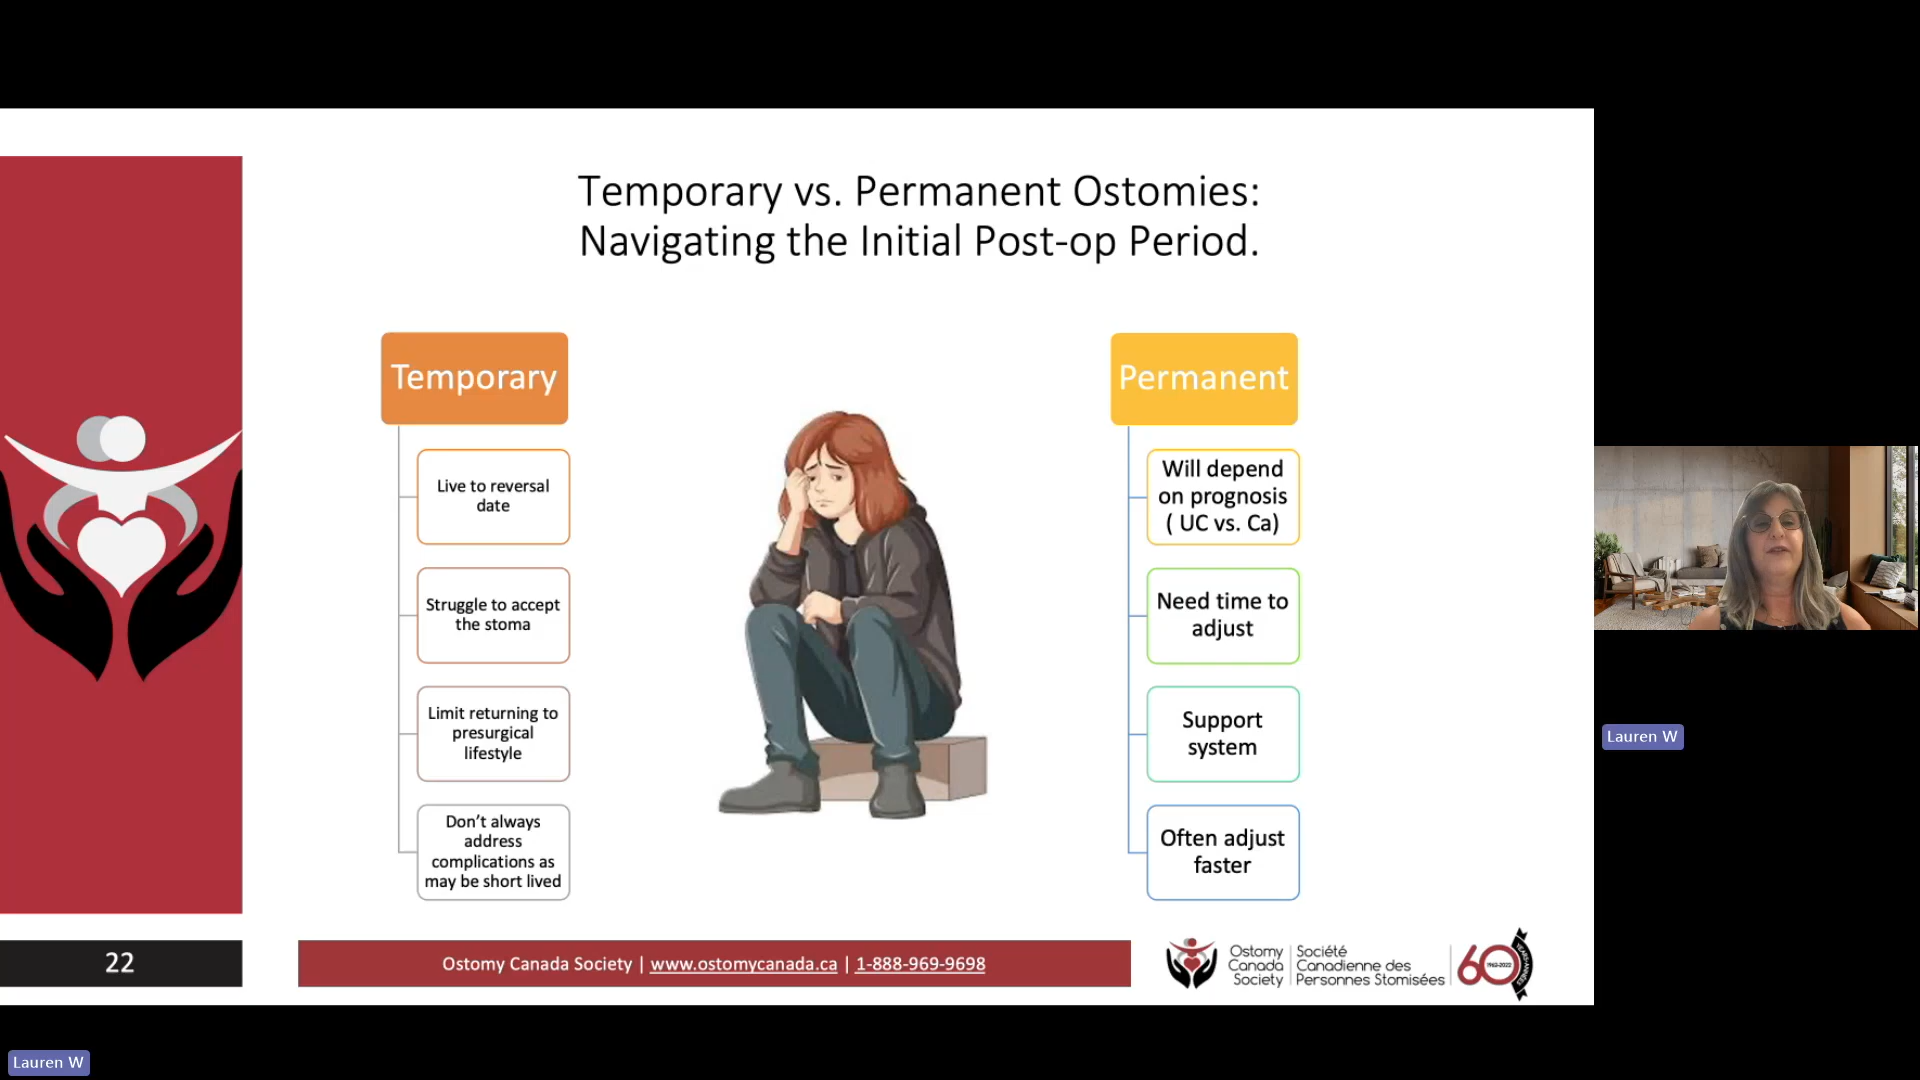 Temporary vs. Permanent Ostomies:
Navigating the Initial Post-op Period.
Temporary
Live to reversal
date
Struggle to accept
the stoma
Limit returning to
presurgical
lifestyle
Don't always
address
complications as
may be short lived
Permanent
Will depend
on prognosis
( UC vs. Ca)
Need time to
adjust
Support
system
Often adjust
faster
22
Ostomy Canada Society | www.ostomycanada.ca | 1-888-969-9698
Ostomy
Canada
Society
Société
Canadienne des
Personnes Stomisées
60
1962-2022
Lauren W
Lauren W